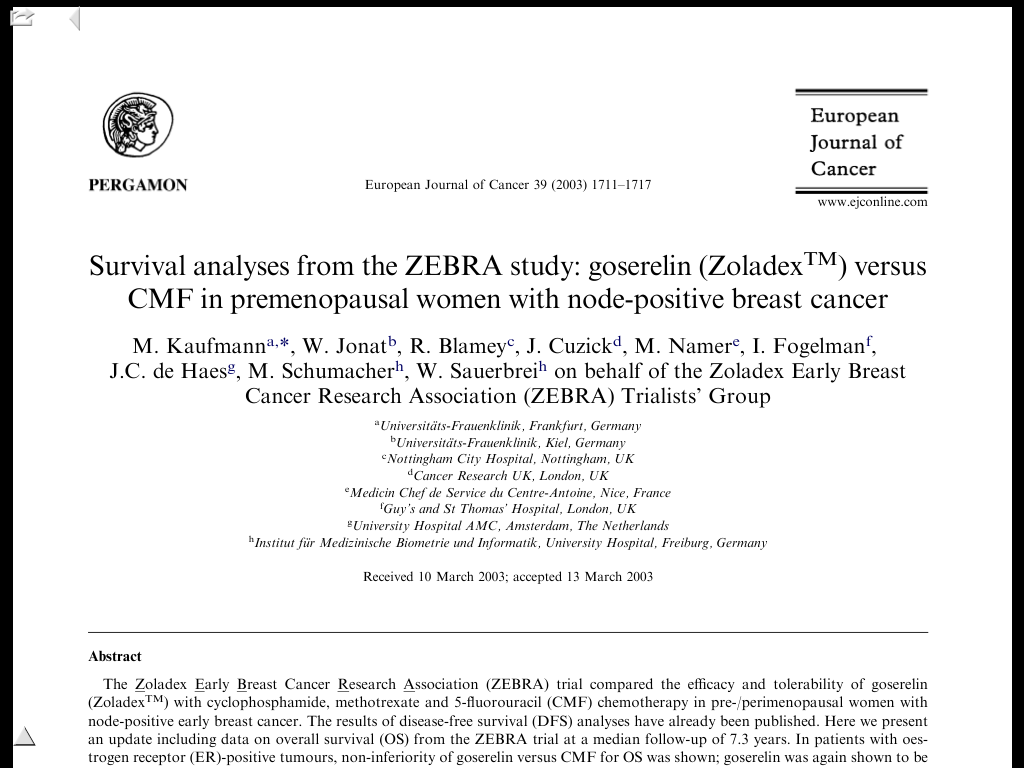 PERGAMON
European Journal of Cancer 39 (2003) 1711–1717
European
Journal of
Cancer
www.ejconline.com
Survival analyses from the ZEBRA study: goserelin (Zoladex™) versus
CMF in premenopausal women with node-positive breast cancer
M. Kaufmann a,*, W. Jonat b, R. Blamey c, J. Cuzick d, M. Namer e, I. Fogelman f,
J.C. de Haes g, M. Schumacher h, W. Sauerbrei h on behalf of the Zoladex Early Breast
Cancer Research Association (ZEBRA) Trialists' Group
a Universitäts-Frauenklinik, Frankfurt, Germany
b Universitäts-Frauenklinik, Kiel, Germany
c Nottingham City Hospital, Nottingham, UK
d Cancer Research UK, London, UK
e Medicin Chef de Service du Centre-Antoine, Nice, France
f Guy's and St Thomas' Hospital, London, UK
g University Hospital AMC, Amsterdam, The Netherlands
h Institut für Medizinische Biometrie und Informatik, University Hospital, Freiburg, Germany
Received 10 March 2003; accepted 13 March 2003
Abstract
The Zoladex Early Breast Cancer Research Association (ZEBRA) trial compared the efficacy and tolerability of goserelin
(Zoladex™) with cyclophosphamide, methotrexate and 5-fluorouracil (CMF) chemotherapy in pre-/perimenopausal women with
node-positive early breast cancer. The results of disease-free survival (DFS) analyses have already been published. Here we present
an update including data on overall survival (OS) from the ZEBRA trial at a median follow-up of 7.3 years. In patients with oes-
trogen receptor (ER)-positive tumours, non-inferiority of goserelin versus CMF for OS was shown; goserelin was again shown to be